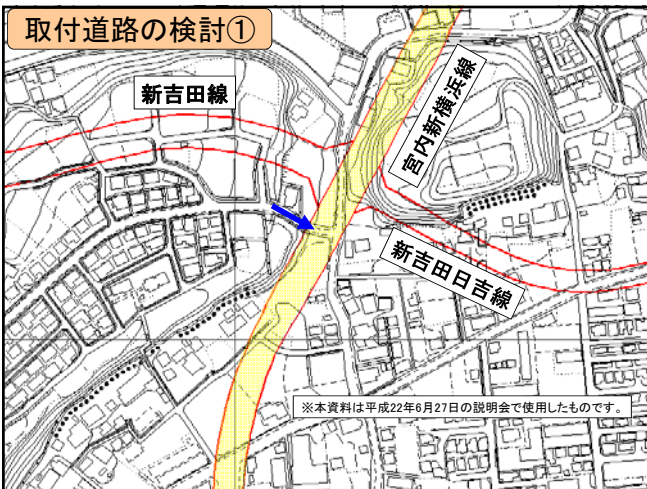 取付道路の検討①
新吉田線
宮内新横浜線
新吉田日吉線
※本資料は平成22年6月27日の説明会で使用したものです。